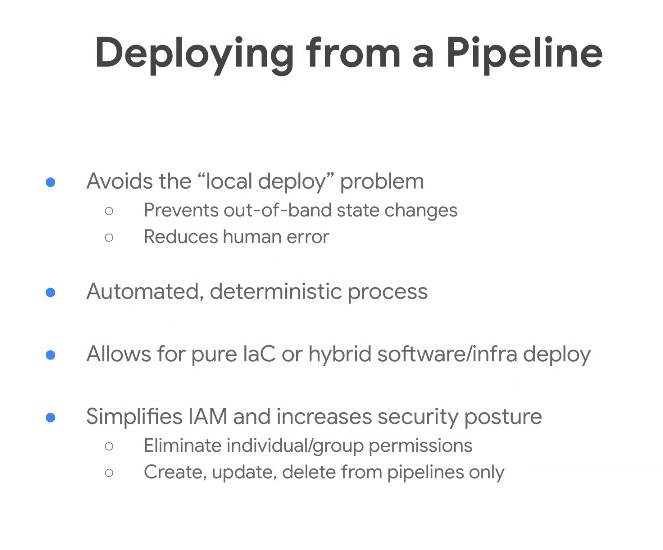 Deploying from a Pipeline
● Avoids the “local deploy” problem
○ Prevents out-of-band state changes
○ Reduces human error
● Automated, deterministic process
● Allows for pure IaC or hybrid software/infra deploy
● Simplifies IAM and increases security posture
○ Eliminate individual/group permissions
○ Create, update, delete from pipelines only